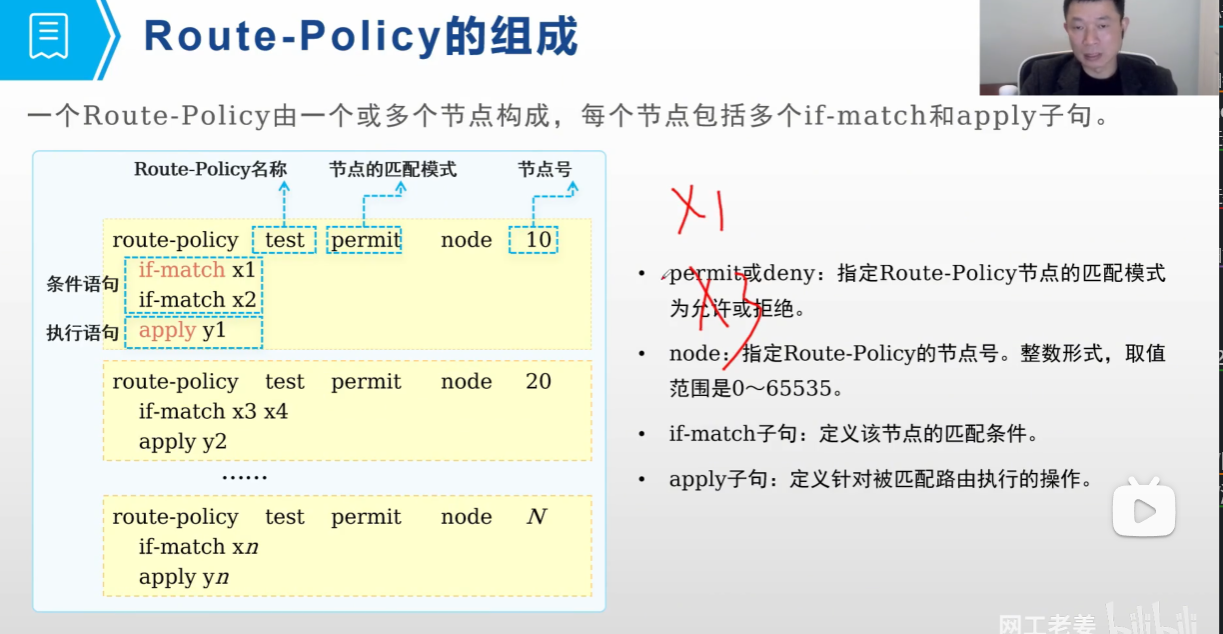 Route-Policy的组成
一个Route-Policy由一个或多个节点构成，每个节点包括多个if-match和apply子句。
Route-Policy名称 节点的匹配模式 节点号
route-policy test permit node 10
条件语句
if-match x1
if-match x2
执行语句 apply y1
route-policy test permit node 20
if-match x3 x4
apply y2
······
route-policy test permit node N
if-match xn
apply yn
X1
X3
• permit或deny：指定Route-Policy节点的匹配模式
为允许或拒绝。
• node：指定Route-Policy的节点号。整数形式，取值
范围是0～65535。
• if-match子句：定义该节点的匹配条件。
• apply子句：定义针对被匹配路由执行的操作。
网工老姜 bilibili